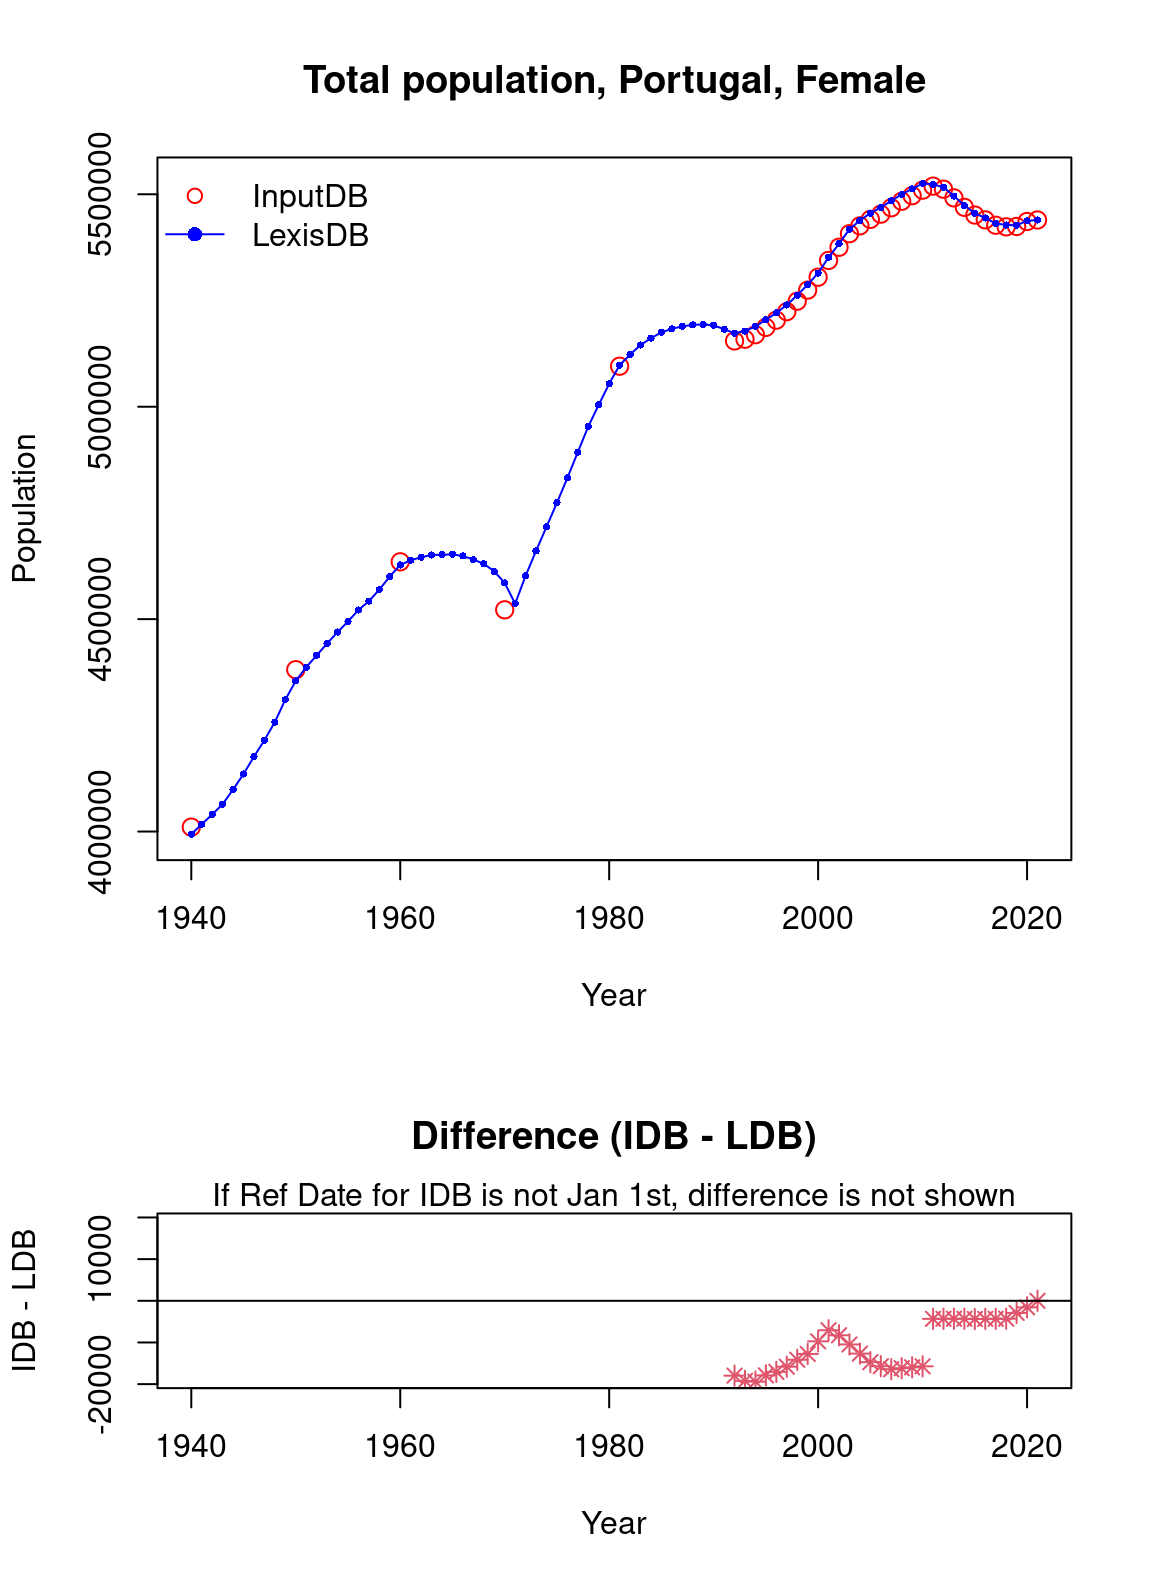 Total population, Portugal, Female
InputDB
LexisDB
Population
5500000
5000000
4500000
4000000
1940 1960 1980 2000 2020
Year
Difference (IDB - LDB)
If Ref Date for IDB is not Jan 1st, difference is not shown
IDB - LDB
10000
-20000
1940 1960 1980 2000 2020
Year